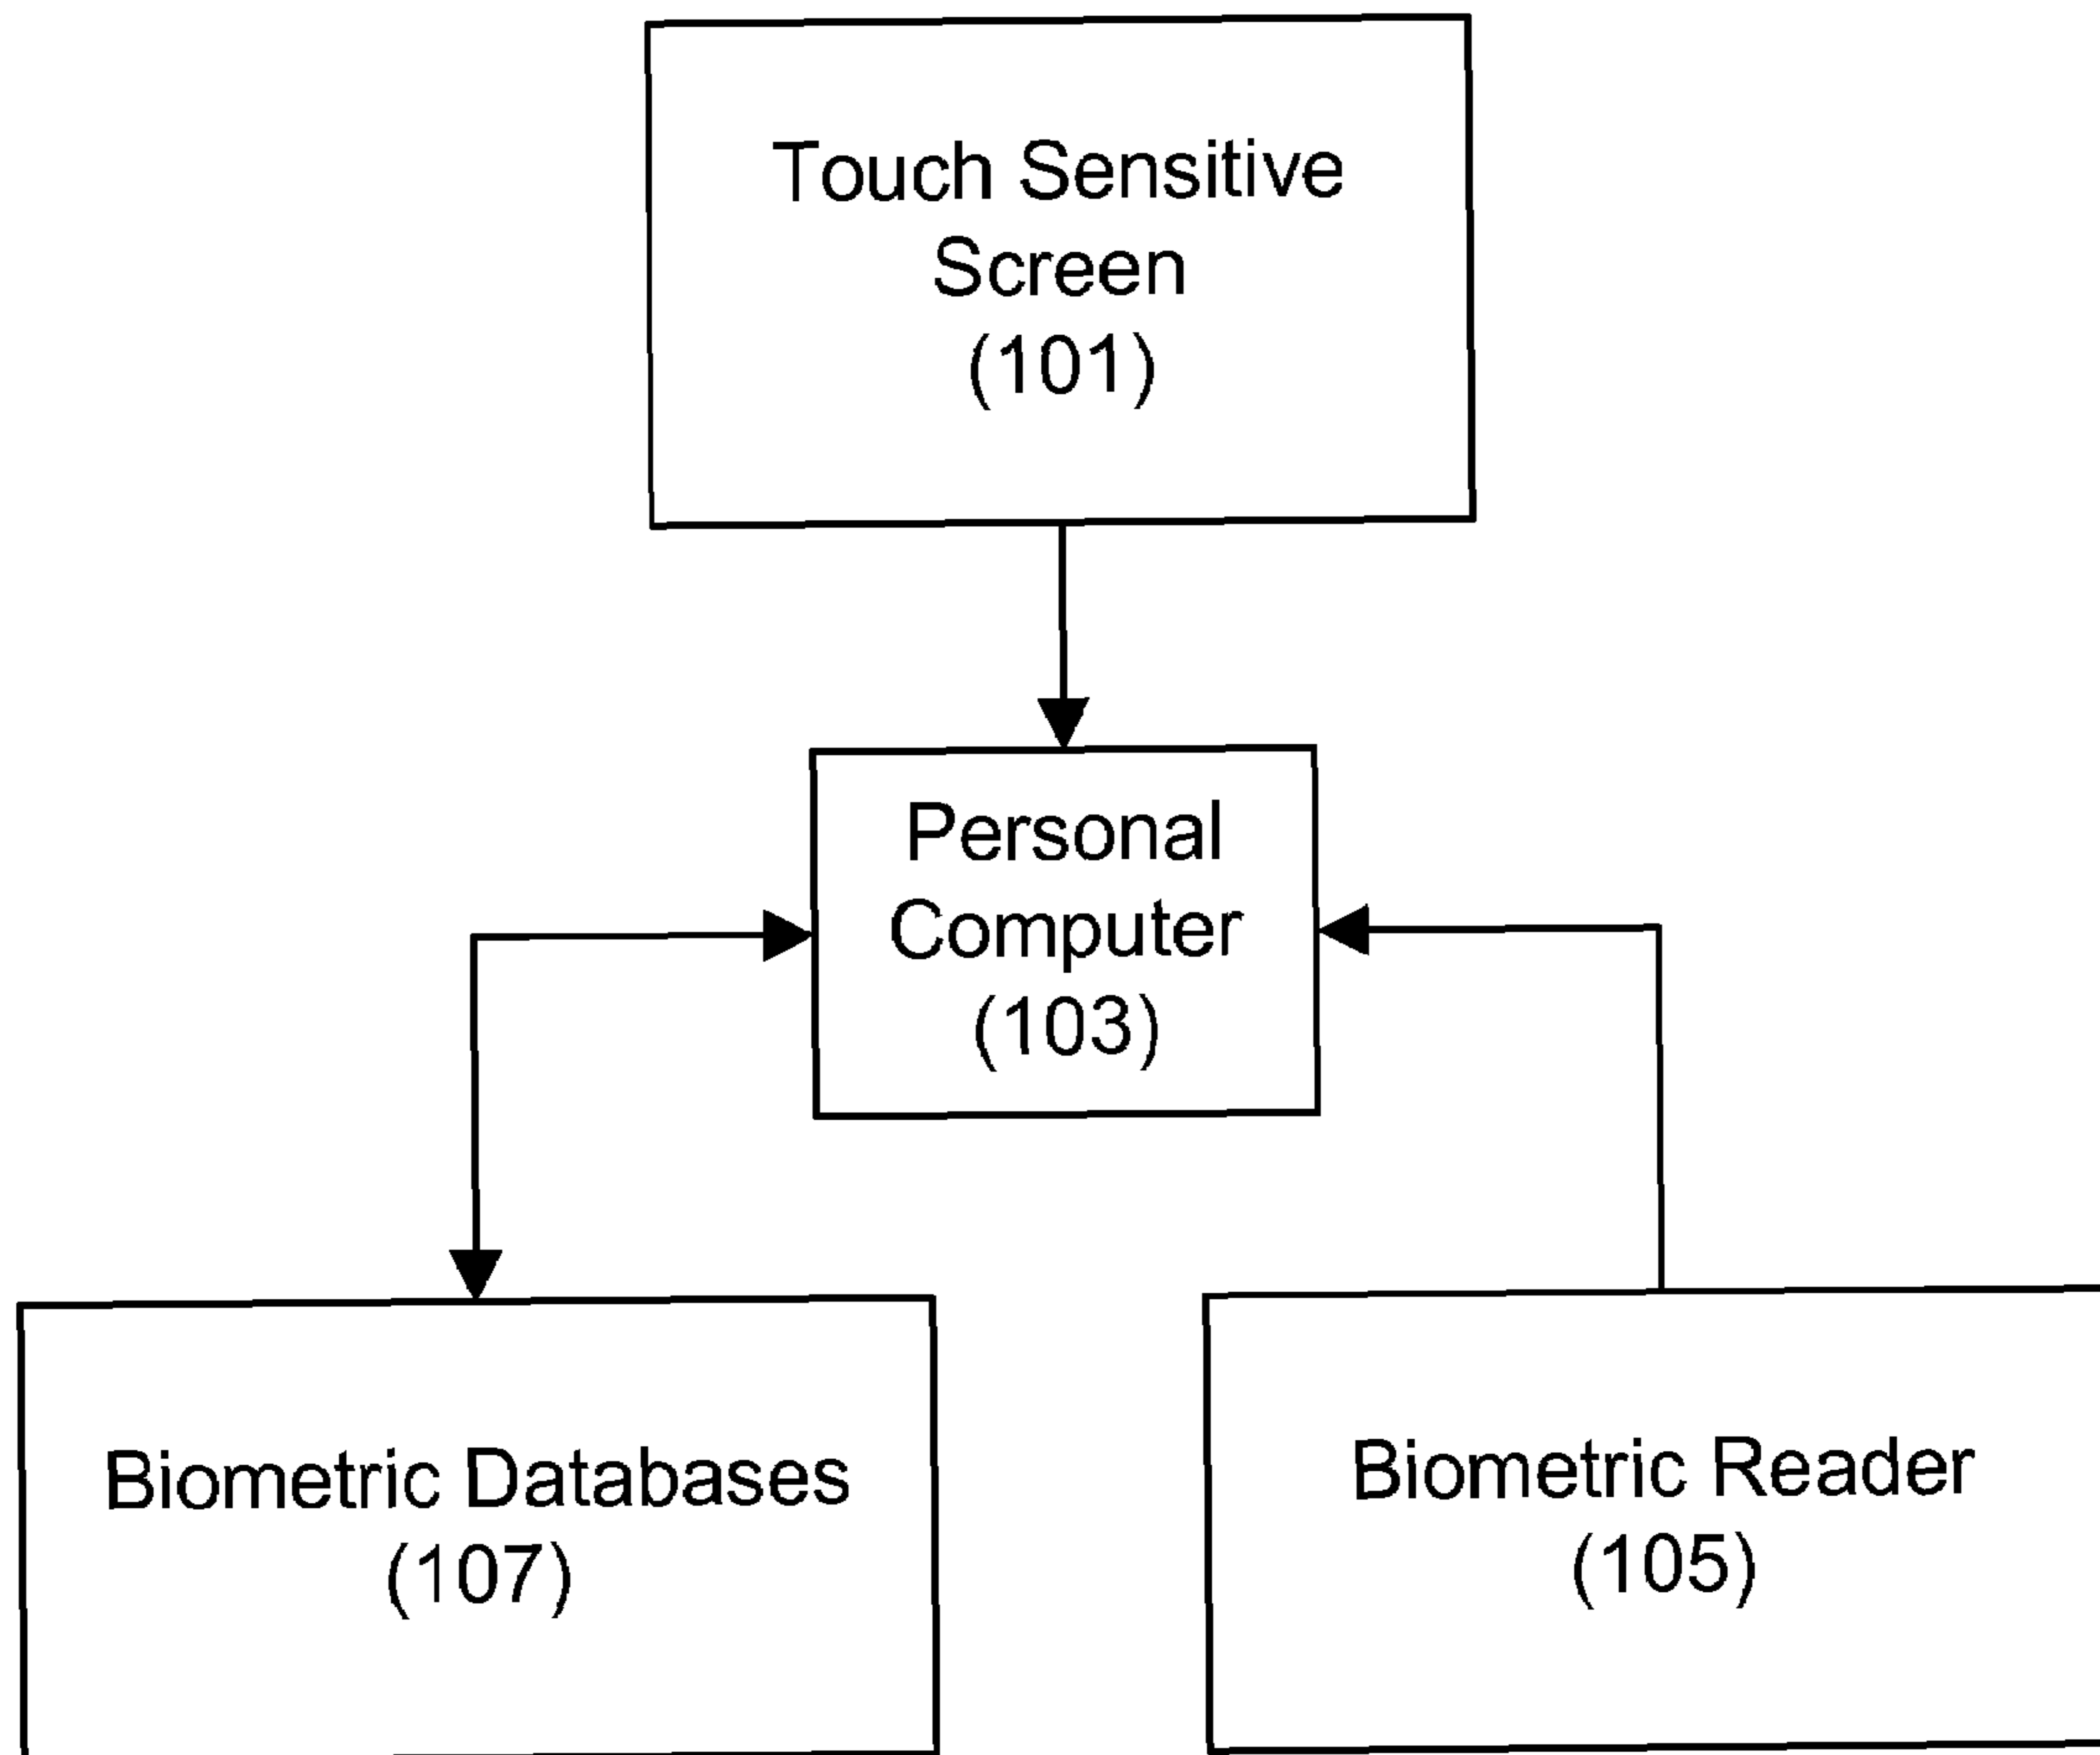 Touch Sensitive
Screen
(101)
Personal
Computer
(103)
Biometric Databases
(107)
Biometric Reader
(105)